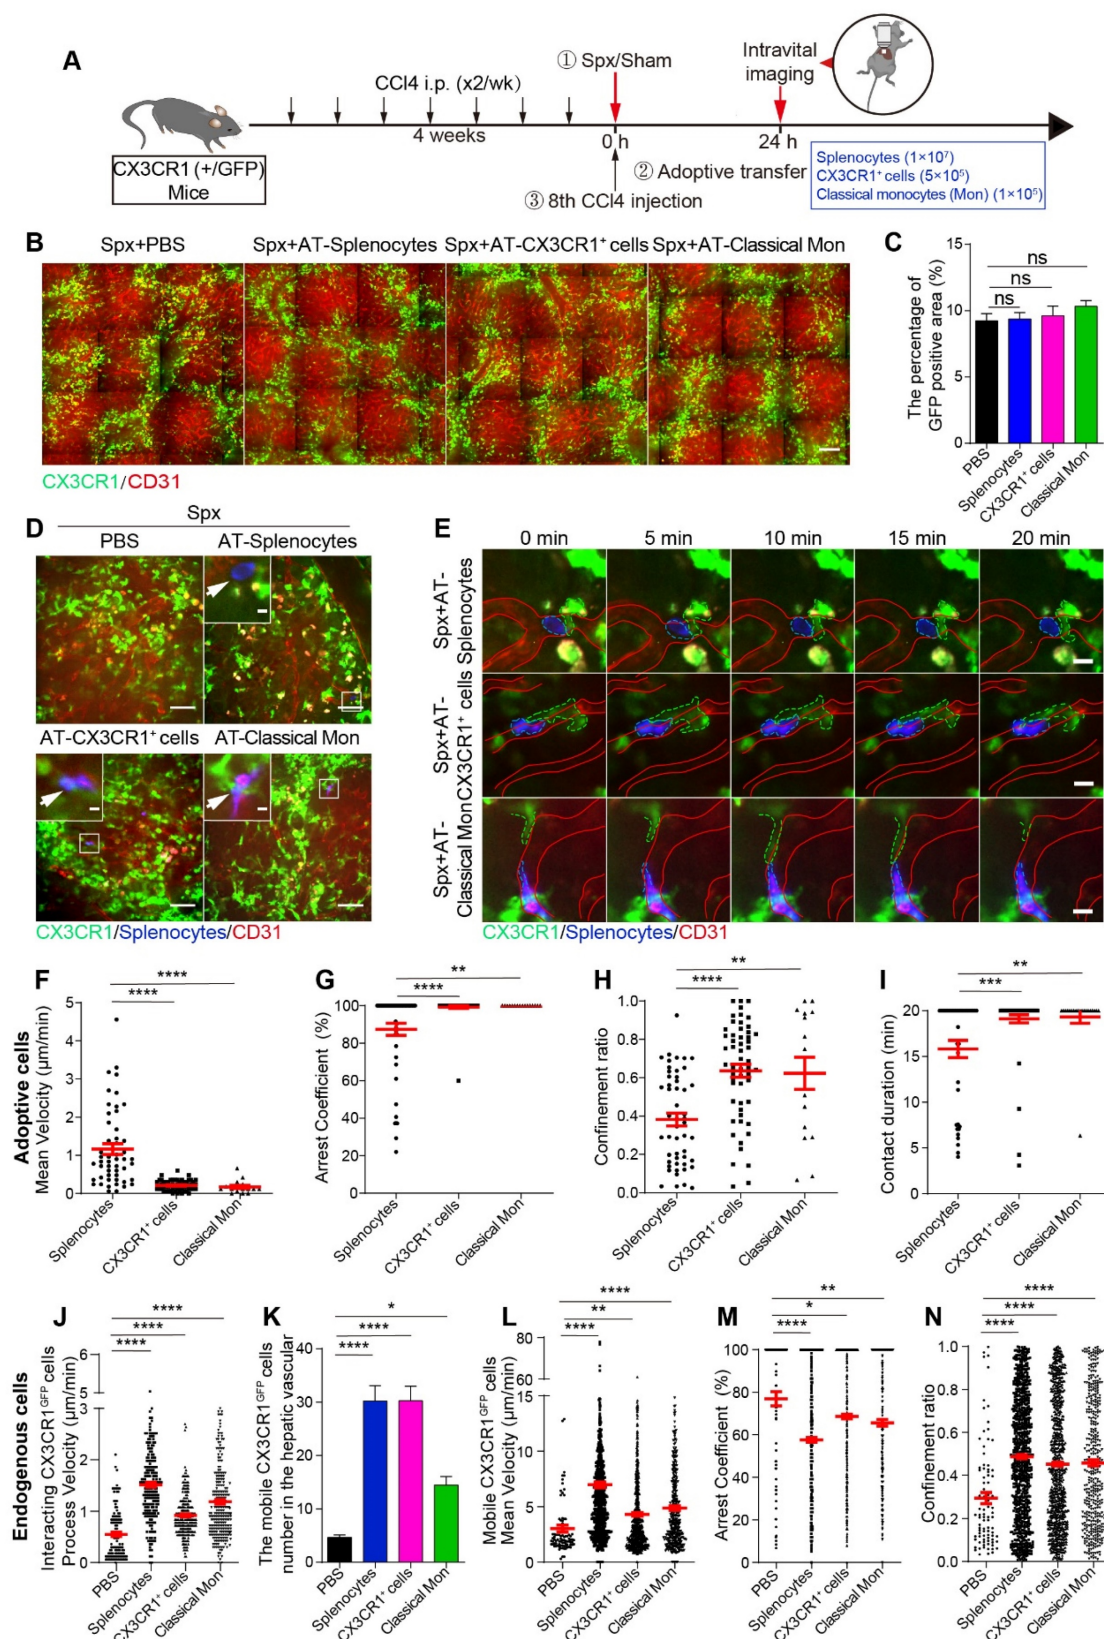 A
CX3CR1 (+/GFP)
Mice
CCl4 i.p. (x2/wk)
4 weeks
① Spx/Sham
0 h
② Adoptive transfer
③ 8th CCl4 injection
Intravital
imaging
24 h
Splenocytes (1×10⁷)
CX3CR1⁺ cells (5×10⁵)
Classical monocytes (Mon) (1×10⁵)
B
Spx+PBS
Spx+AT-Splenocytes
Spx+AT-CX3CR1⁺ cells
Spx+AT-Classical Mon
CX3CR1/CD31
C
The percentage of
GFP positive area (%)
15
10
5
0
ns
ns
ns
PBS
Splenocytes
CX3CR1⁺ cells
Classical Mon
D
Spx
PBS
AT-Splenocytes
AT-CX3CR1⁺ cells
AT-Classical Mon
CX3CR1/Splenocytes/CD31
E
0 min
5 min
10 min
15 min
20 min
Spx+AT-
Splenocytes
Spx+AT-
CX3CR1⁺ cells
Spx+AT-
Classical Mon
CX3CR1/Splenocytes/CD31
Adoptive cells
F
Mean Velocity (μm/min)
5
4
3
2
1
0
****
****
Splenocytes
CX3CR1⁺ cells
Classical Mon
G
Arrest Coefficient (%)
100
80
60
40
20
0
**
****
Splenocytes
CX3CR1⁺ cells
Classical Mon
H
Confinement ratio
1.0
0.8
0.6
0.4
0.2
0.0
**
****
Splenocytes
CX3CR1⁺ cells
Classical Mon
I
Contact duration (min)
20
15
10
5
0
**
***
Splenocytes
CX3CR1⁺ cells
Classical Mon
Endogenous cells
J
Interacting CX3CR1ᴳᶠᴾ cells
Process Velocity (μm/min)
6
5
3
2
1
0
****
****
****
PBS
Splenocytes
CX3CR1⁺ cells
Classical Mon
K
The mobile CX3CR1ᴳᶠᴾ cells
number in the hepatic vascular
40
30
20
10
0
*
****
****
PBS
Splenocytes
CX3CR1⁺ cells
Classical Mon
L
Mobile CX3CR1ᴳᶠᴾ cells
Mean Velocity (μm/min)
80
30
15
10
5
0
****
**
****
PBS
Splenocytes
CX3CR1⁺ cells
Classical Mon
M
Arrest Coefficient (%)
100
80
60
40
20
0
**
*
****
PBS
Splenocytes
CX3CR1⁺ cells
Classical Mon
N
Confinement ratio
1.0
0.8
0.6
0.4
0.2
0.0
****
****
****
PBS
Splenocytes
CX3CR1⁺ cells
Classical Mon